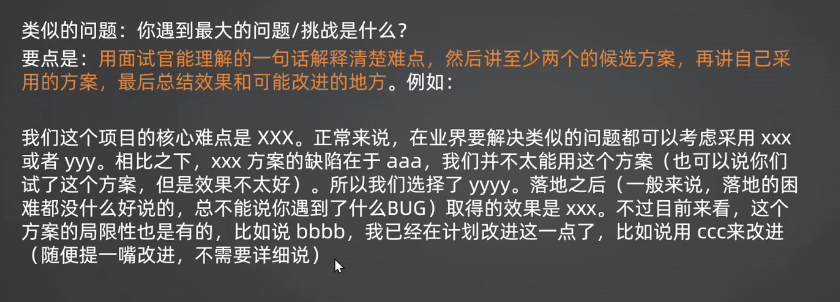 类似的问题：你遇到最大的问题/挑战是什么？
要点是：用面试官能理解的一句话解释清楚难点，然后讲至少两个的候选方案，再讲自己采
用的方案，最后总结效果和可能改进的地方。例如：
我们这个项目的核心难点是 XXX。正常来说，在业界要解决类似的问题都可以考虑采用 xxx
或者 yyy。相比之下，xxx 方案的缺陷在于 aaa，我们并不太能用这个方案（也可以说你们
试了这个方案，但是效果不太好）。所以我们选择了 yyyy。落地之后（一般来说，落地的困
难都没什么好说的，总不能说你遇到了什么BUG）取得的效果是 xxx。不过目前来看，这个
方案的局限性也是有的，比如说 bbbb，我已经在计划改进这一点了，比如说用 ccc来改进
（随便提一嘴改进，不需要详细说）